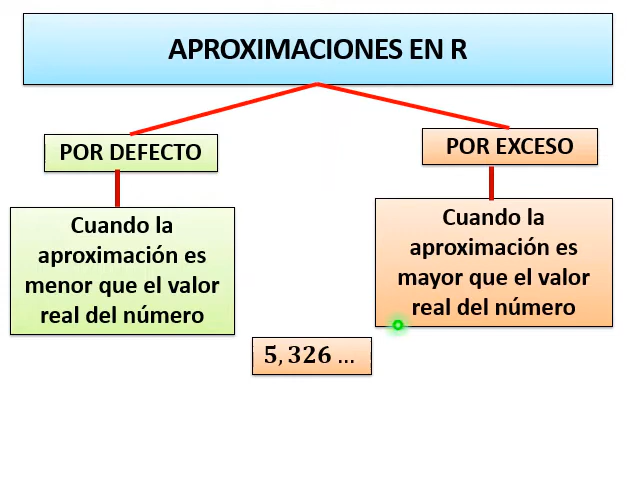 APROXIMACIONES EN R
POR DEFECTO
Cuando la
aproximación es
menor que el valor
real del número
POR EXCESO
Cuando la
aproximación es
mayor que el valor
real del número
5, 326 ...